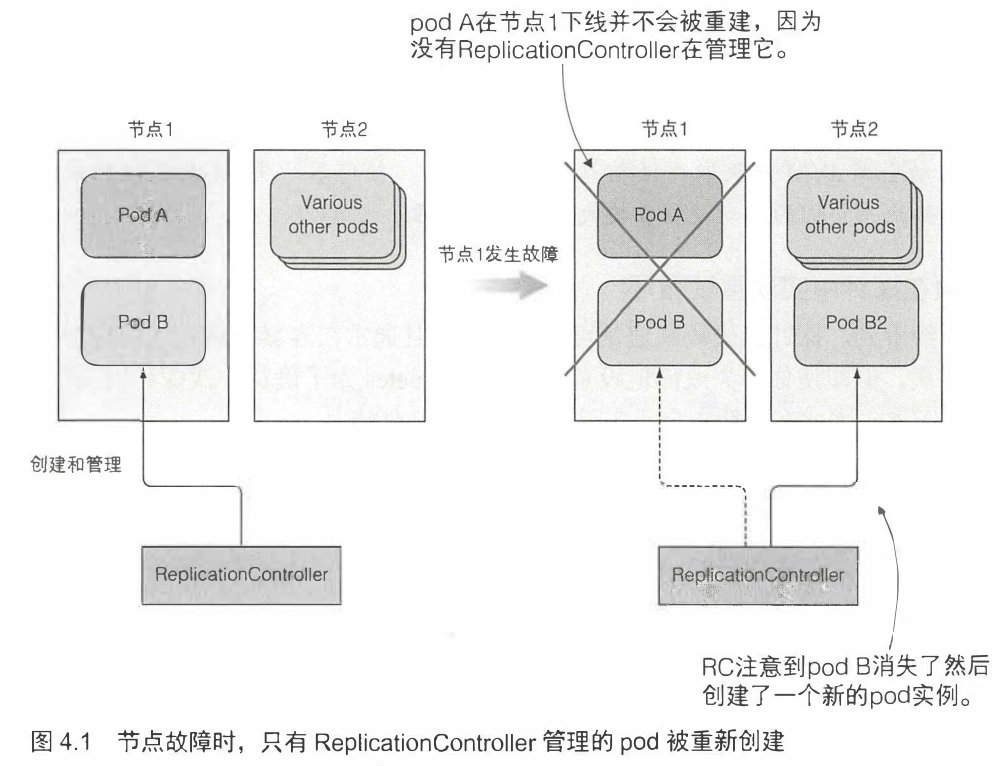 pod A在节点1下线并不会被重建，因为
没有ReplicationController在管理它。
节点1
节点2
节点1
节点2
Pod A
Various
other pods
Pod A
Various
other pods
节点1发生故障
Pod B
Pod B
Pod B2
创建和管理
ReplicationController
ReplicationController
RC注意到pod B消失了然后
创建了一个新的pod实例。
图 4.1 节点故障时，只有 ReplicationController 管理的 pod 被重新创建